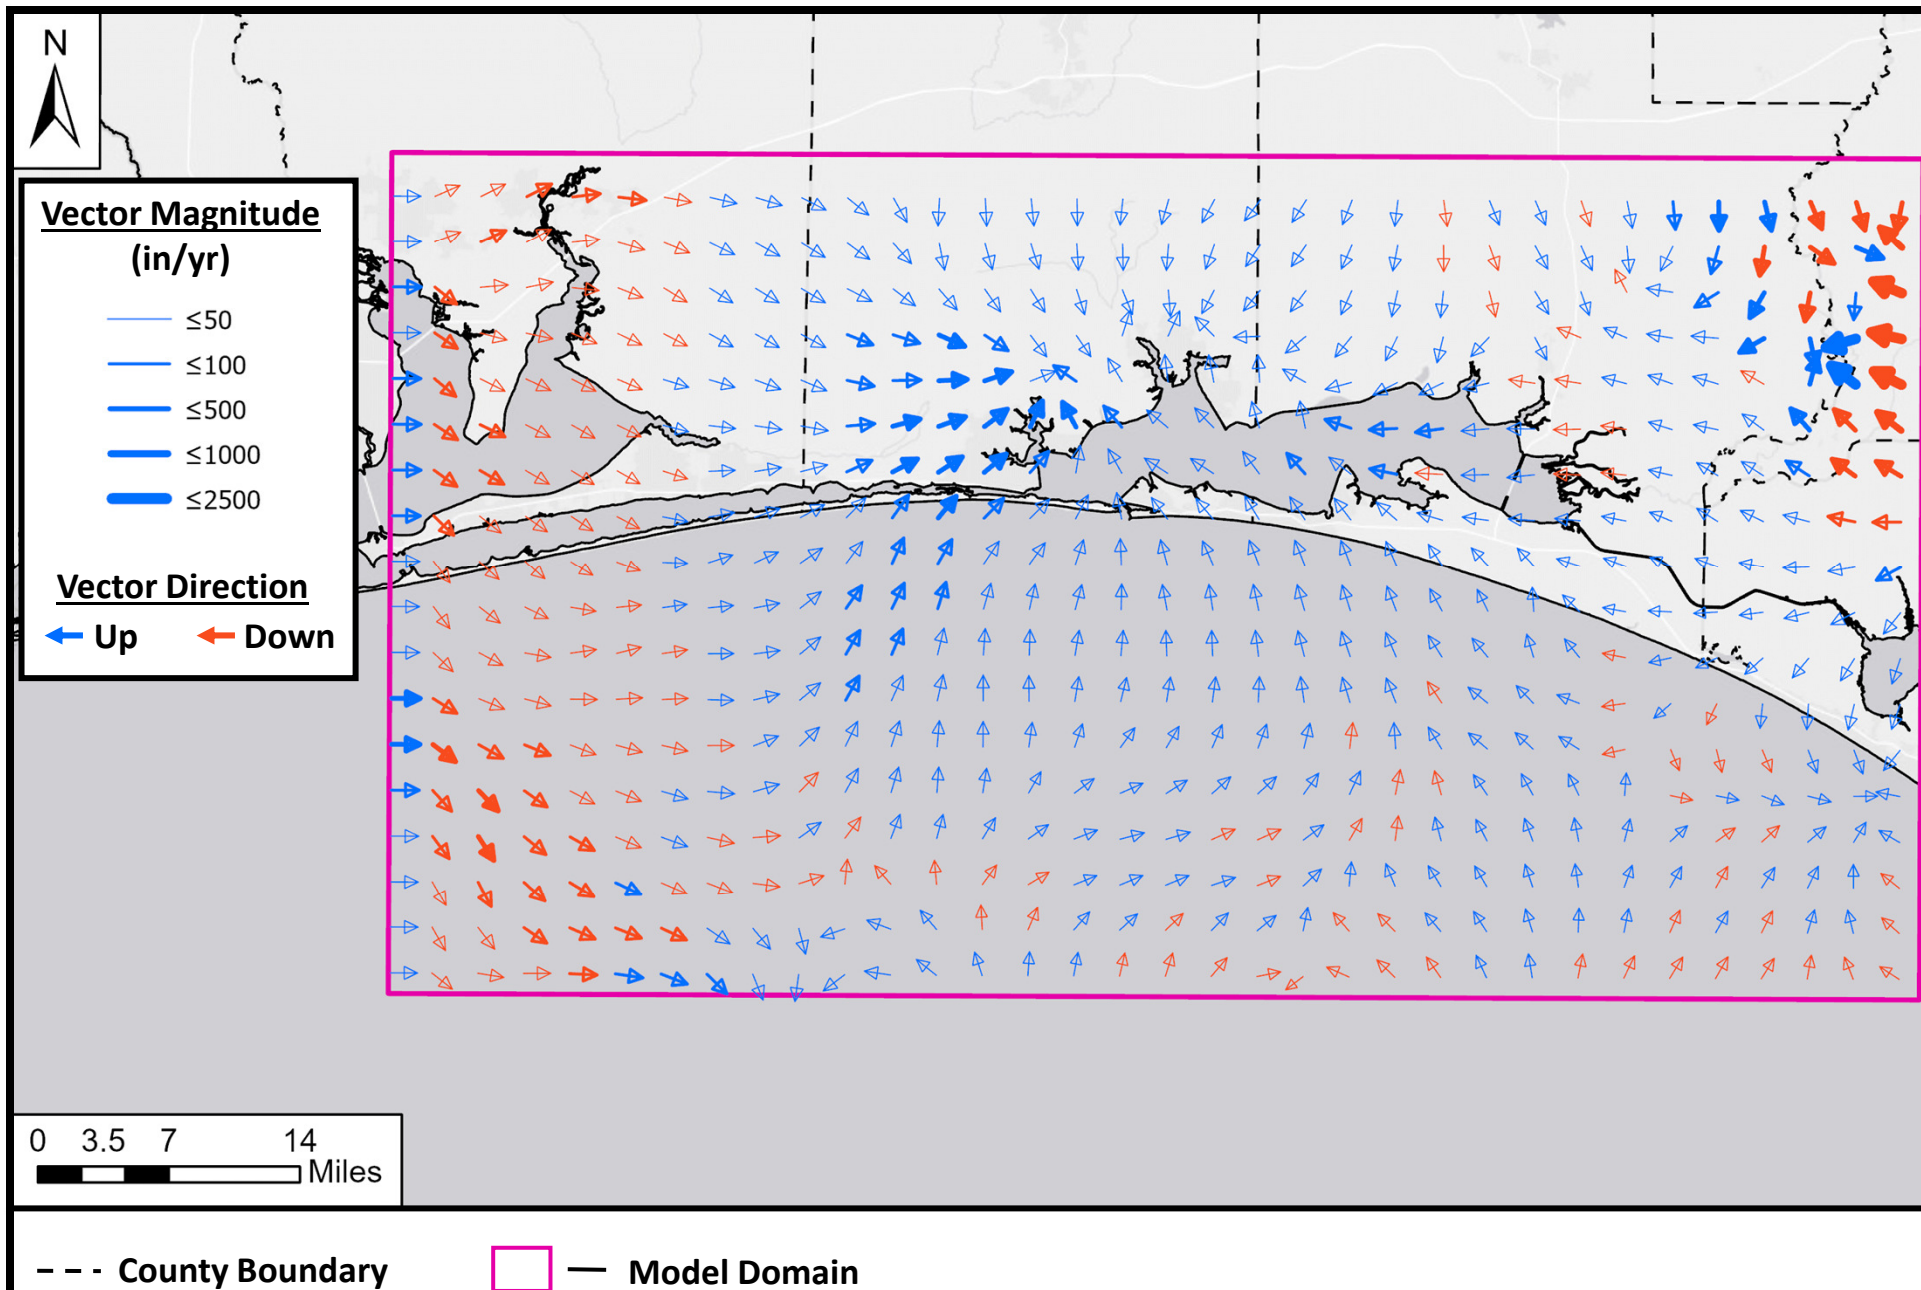 N
Vector Magnitude
(in/yr)
≤50
≤100
≤500
≤1000
≤2500
Vector Direction
Up Down
0 3.5 7 14
Miles
County Boundary Model Domain